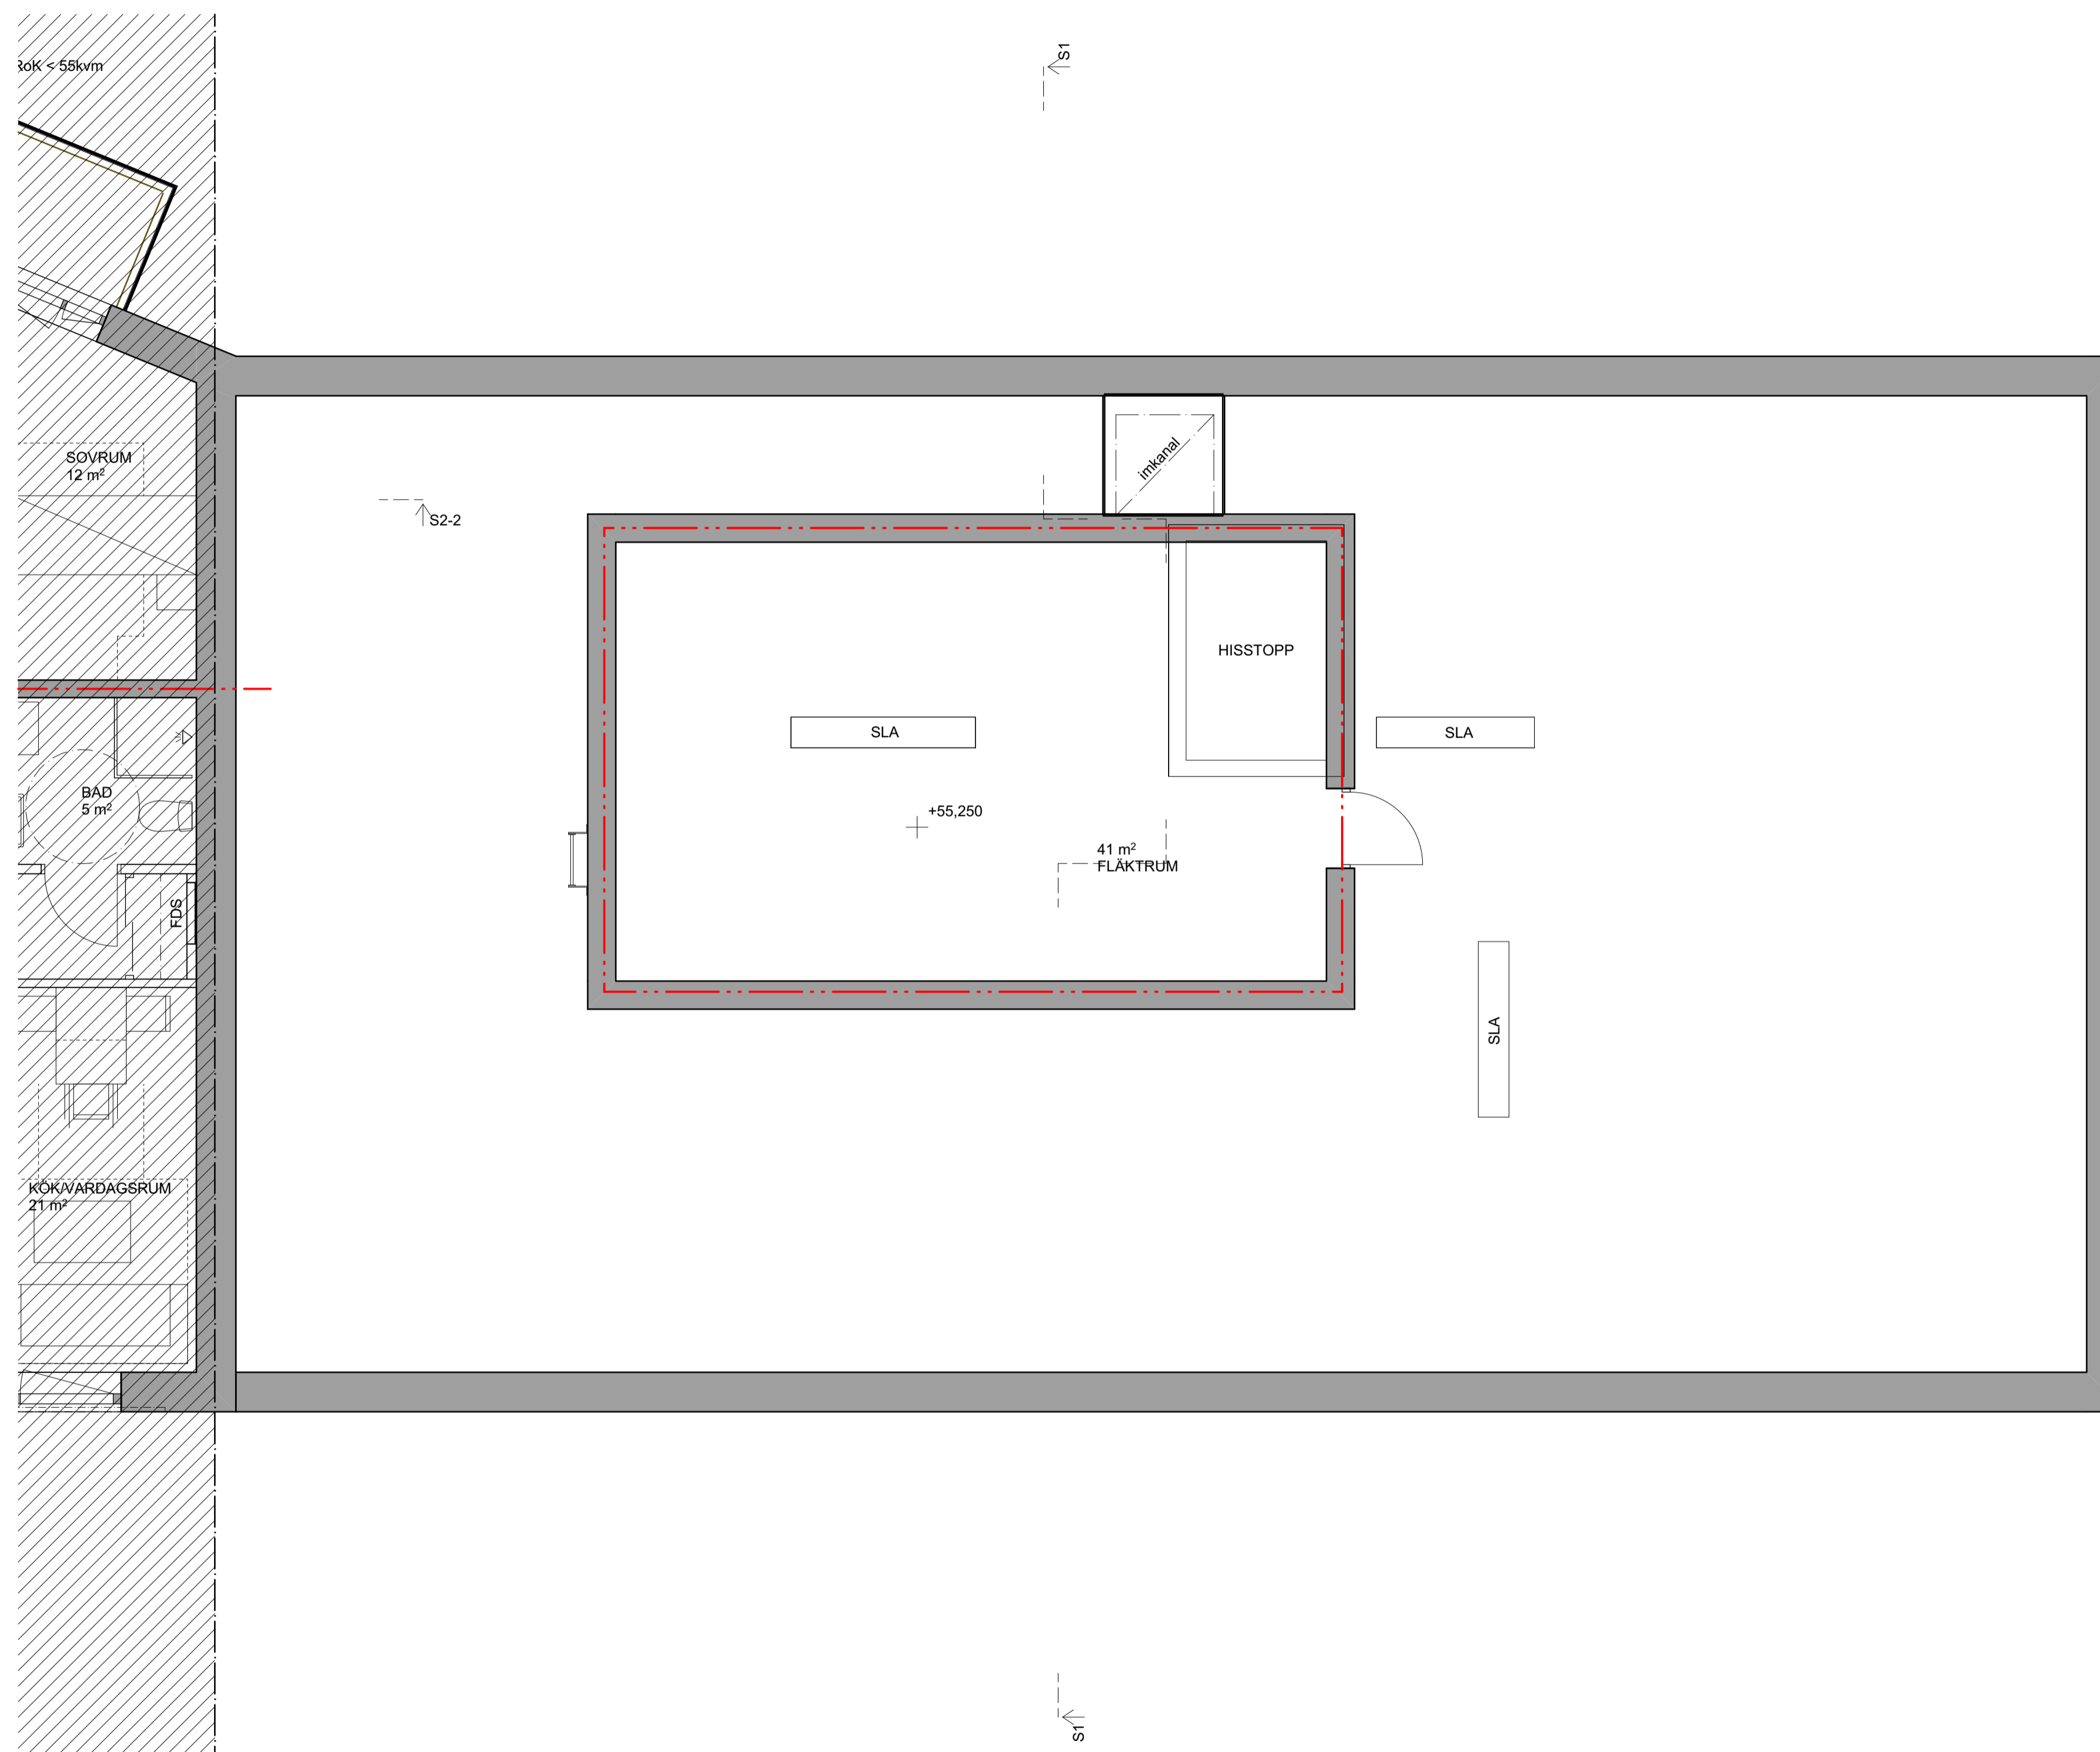 S1
RoK < 55kvm
imkanal
SOVRUM
12 m²
S2-2
HISSTOPP
SLA
SLA
BAD
5 m²
+55,250
41 m²
FLÄKTRUM
FDS
SLA
KÖK/VARDAGSRUM
21 m²
S1